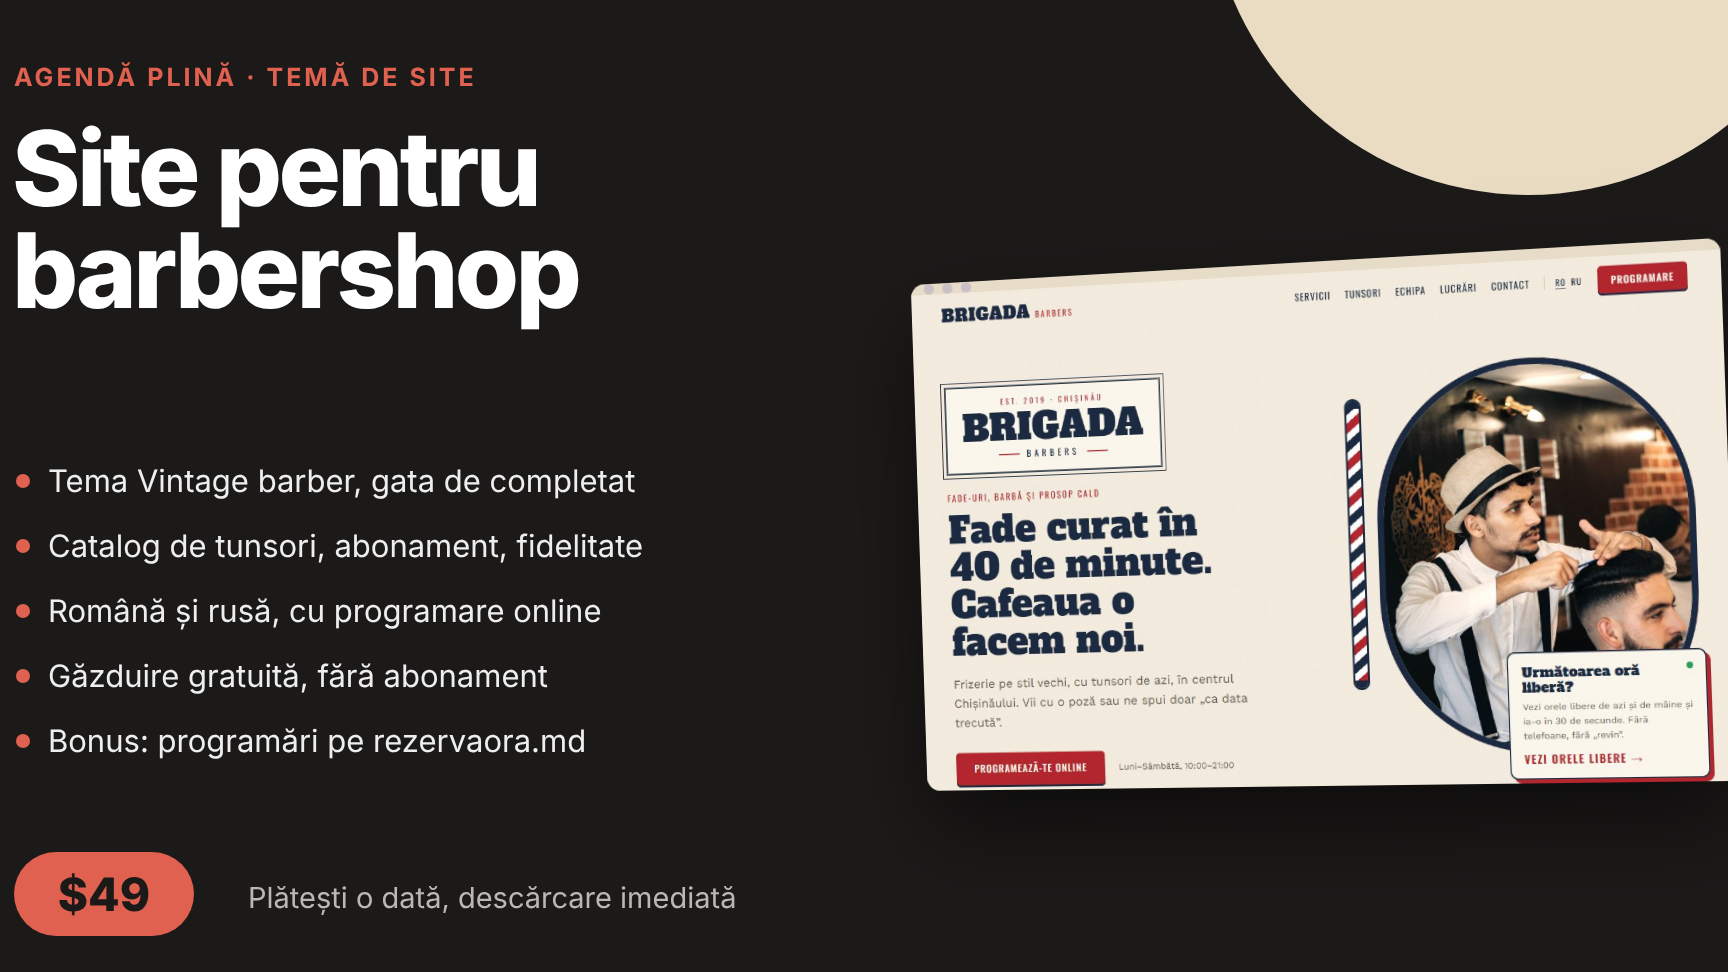 AGENDĂ PLINĂ · TEMĂ DE SITE
Site pentru
barbershop
Tema Vintage barber, gata de completat
Catalog de tunsori, abonament, fidelitate
Română și rusă, cu programare online
Găzduire gratuită, fără abonament
Bonus: programări pe rezervaora.md
$49
Plătești o dată, descărcare imediată
BRIGADA BARBERS
SERVICII TUNSORI ECHIPA LUCRĂRI CONTACT RO RU PROGRAMARE
EST. 2019 · CHIȘINĂU
BRIGADA
BARBERS
FADE-URI, BARBĂ ȘI PROSOP CALD
Fade curat în
40 de minute.
Cafeaua o
facem noi.
Frizerie pe stil vechi, cu tunsori de azi, în centrul
Chișinăului. Vii cu o poză sau ne spui doar „ca data
trecută”.
PROGRAMEAZĂ-TE ONLINE
Luni–Sâmbătă, 10:00–21:00
Următoarea oră
liberă?
Vezi orele libere de azi și de mâine și
ia-o în 30 de secunde. Fără
telefoane, fără „revin”.
VEZI ORELE LIBERE →